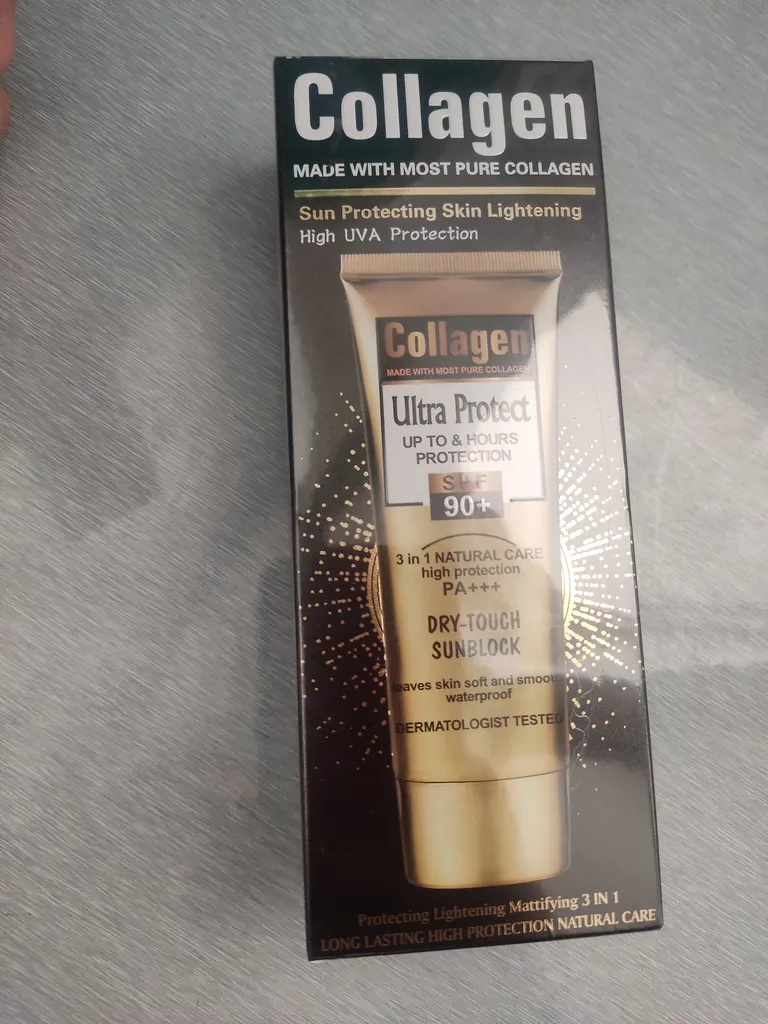 Collagen
MADE WITH MOST PURE COLLAGEN
Sun Protecting Skin Lightening
High UVA Protection
Collagen
MADE WITH MOST PURE COLLAGEN
Ultra Protect
UP TO & HOURS
PROTECTION
SPF
90+
3 in 1 NATURAL CARE
high protection
PA+++
DRY-TOUCH
SUNBLOCK
leaves skin soft and smooth
waterproof
DERMATOLOGIST TESTED
Protecting Lightening Mattifying 3 IN 1
LONG LASTING HIGH PROTECTION NATURAL CARE